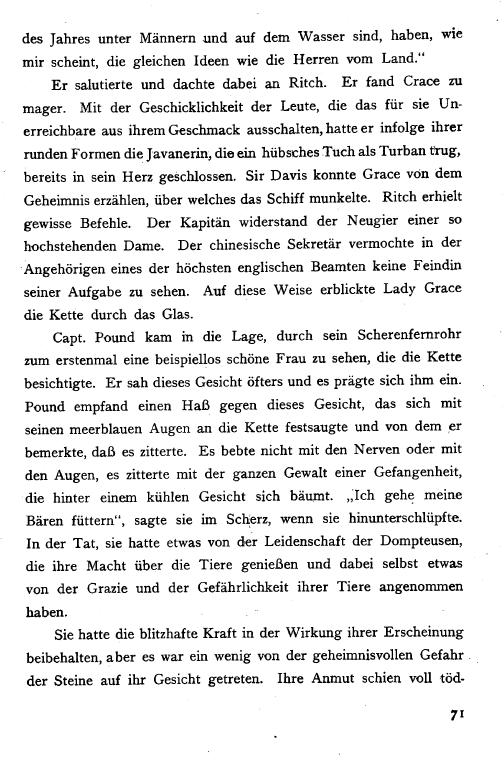 des Jahres unter Männern und auf dem Wasser sind, haben, wie
mir scheint, die gleichen Ideen wie die Herren vom Land."
Er salutierte und dachte dabei an Ritch. Er fand Crace zu
mager. Mit der Geschicklichkeit der Leute, die das für sie Un-
erreichbare aus ihrem Geschmack ausschalten, hatte er infolge ihrer
runden Formen die Javanerin, die ein hübsches Tuch als Turban trug,
bereits in sein Herz geschlossen. Sir Davis konnte Grace von dem
Geheimnis erzählen, über welches das Schiff munkelte. Ritch erhielt
gewisse Befehle. Der Kapitän widerstand der Neugier einer so
hochstehenden Dame. Der chinesische Sekretär vermochte in der
Angehörigen eines der höchsten englischen Beamten keine Feindin
seiner Aufgabe zu sehen. Auf diese Weise erblickte Lady Grace
die Kette durch das Glas.
Capt. Pound kam in die Lage, durch sein Scherenfernrohr
zum erstenmal eine beispiellos schöne Frau zu sehen, die die Kette
besichtigte. Er sah dieses Gesicht öfters und es prägte sich ihm ein.
Pound empfand einen Haß gegen dieses Gesicht, das sich mit
seinen meerblauen Augen an die Kette festsaugte und von dem er
bemerkte, daß es zitterte. Es bebte nicht mit den Nerven oder mit
den Augen, es zitterte mit der ganzen Gewalt einer Gefangenheit,
die hinter einem kühlen Gesicht sich bäumt. „Ich gehe meine
Bären füttern", sagte sie im Scherz, wenn sie hinunterschlüpfte.
In der Tat, sie hatte etwas von der Leidenschaft der Dompteusen,
die ihre Macht über die Tiere genießen und dabei selbst etwas
von der Grazie und der Gefährlichkeit ihrer Tiere angenommen
haben.
Sie hatte die blitzhafte Kraft in der Wirkung ihrer Erscheinung
beibehalten, aber es war ein wenig von der geheimnisvollen Gefahr
der Steine auf ihr Gesicht getreten. Ihre Anmut schien voll töd-
71